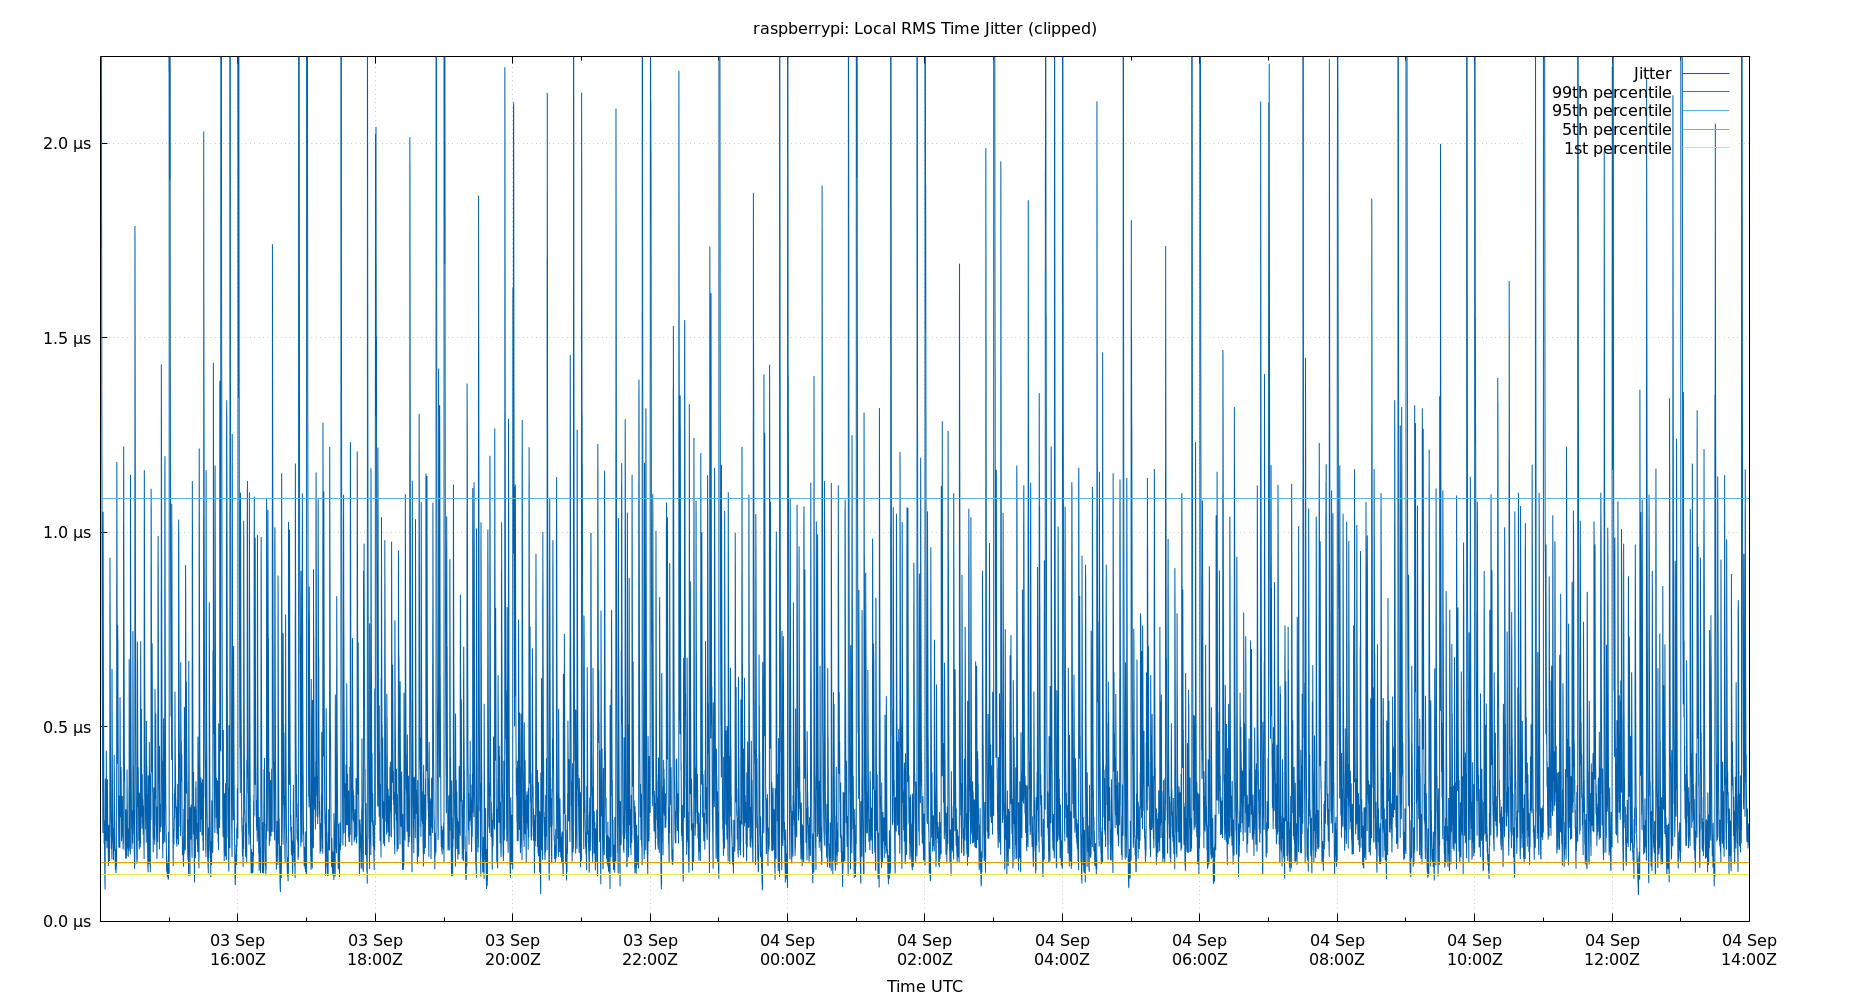 raspberrypi: Local RMS Time Jitter (clipped)
Jitter
99th percentile
95th percentile
5th percentile
1st percentile
2.0 µs
1.5 µs
1.0 µs
0.5 µs
0.0 µs
03 Sep 03 Sep 03 Sep 03 Sep 04 Sep 04 Sep 04 Sep 04 Sep 04 Sep 04 Sep 04 Sep 04 Sep
16:00Z 18:00Z 20:00Z 22:00Z 00:00Z 02:00Z 04:00Z 06:00Z 08:00Z 10:00Z 12:00Z 14:00Z
Time UTC